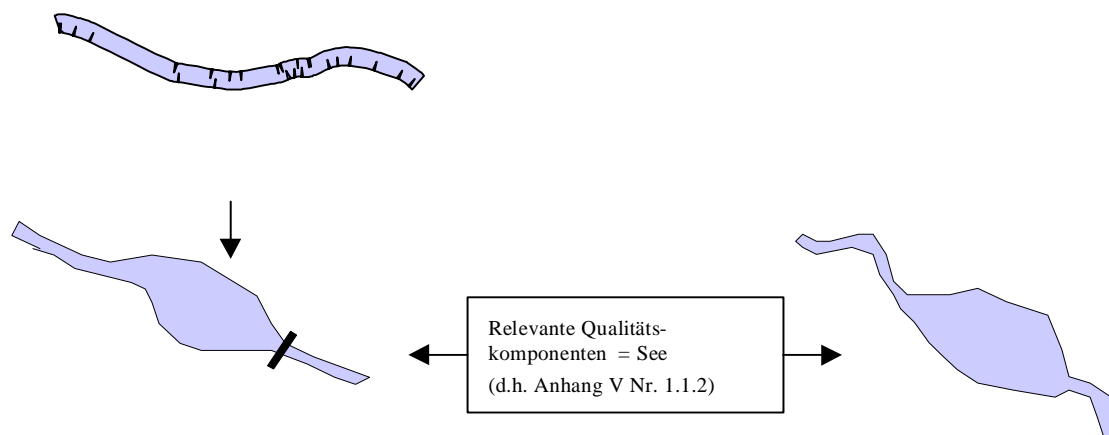 Relevante Qualitäts-
komponenten = See
(d.h. Anhang V Nr. 1.1.2)